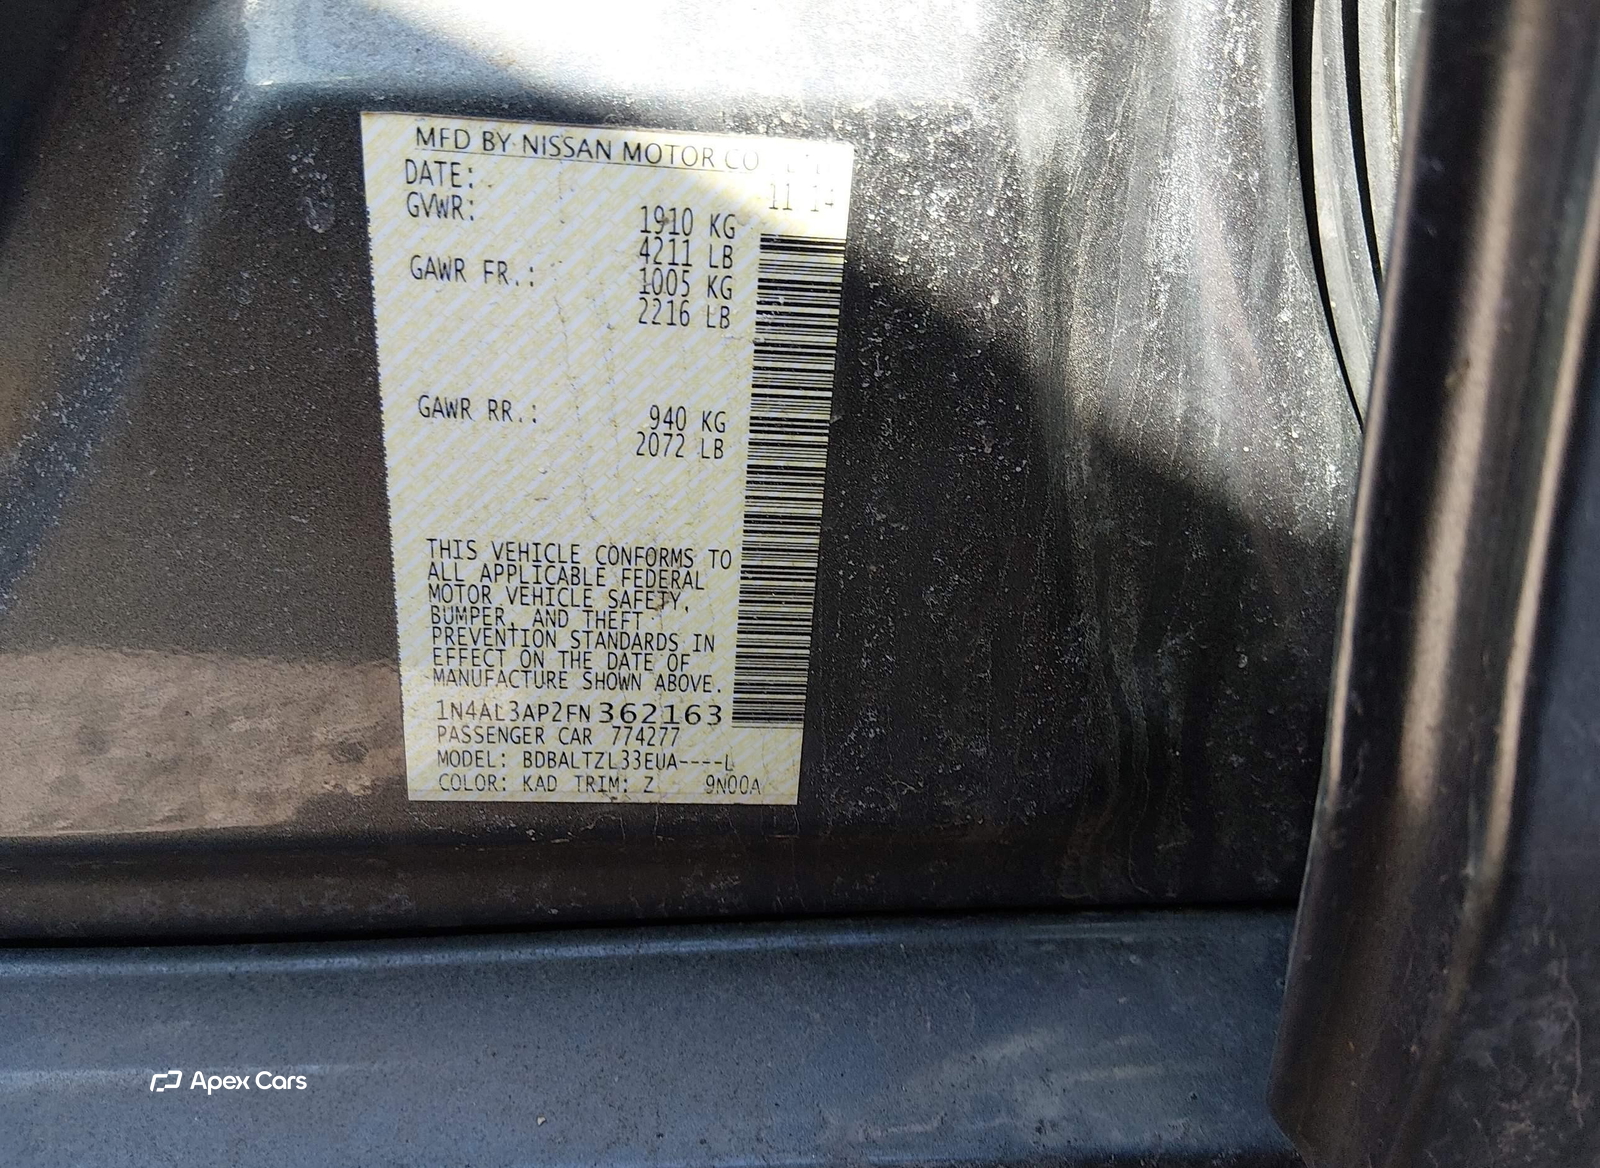 MFD BY NISSAN MOTOR CO
DATE: 11 14
GVWR: 1910 KG
4211 LB
GAWR FR.: 1005 KG
2216 LB
GAWR RR.: 940 KG
2072 LB
THIS VEHICLE CONFORMS TO
ALL APPLICABLE FEDERAL
MOTOR VEHICLE SAFETY,
BUMPER, AND THEFT
PREVENTION STANDARDS IN
EFFECT ON THE DATE OF
MANUFACTURE SHOWN ABOVE.
1N4AL3AP2FN362163
PASSENGER CAR 774277
MODEL: BDBALTZL33EUA----L
COLOR: KAD TRIM: Z 9N00A
Apex Cars